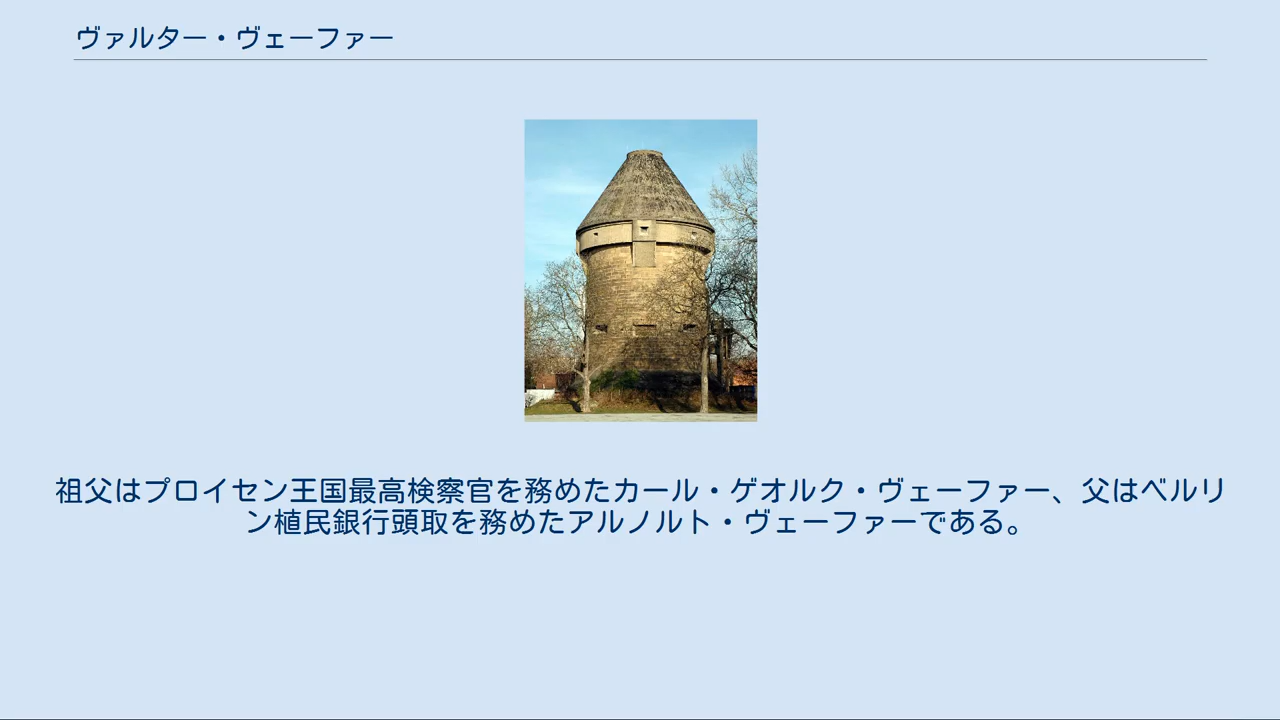 ヴァルター・ヴェーファー
祖父はプロイセン王国最高検察官を務めたカール・ゲオルク・ヴェーファー、父はベルリ
ン植民銀行頭取を務めたアルノルト・ヴェーファーである。